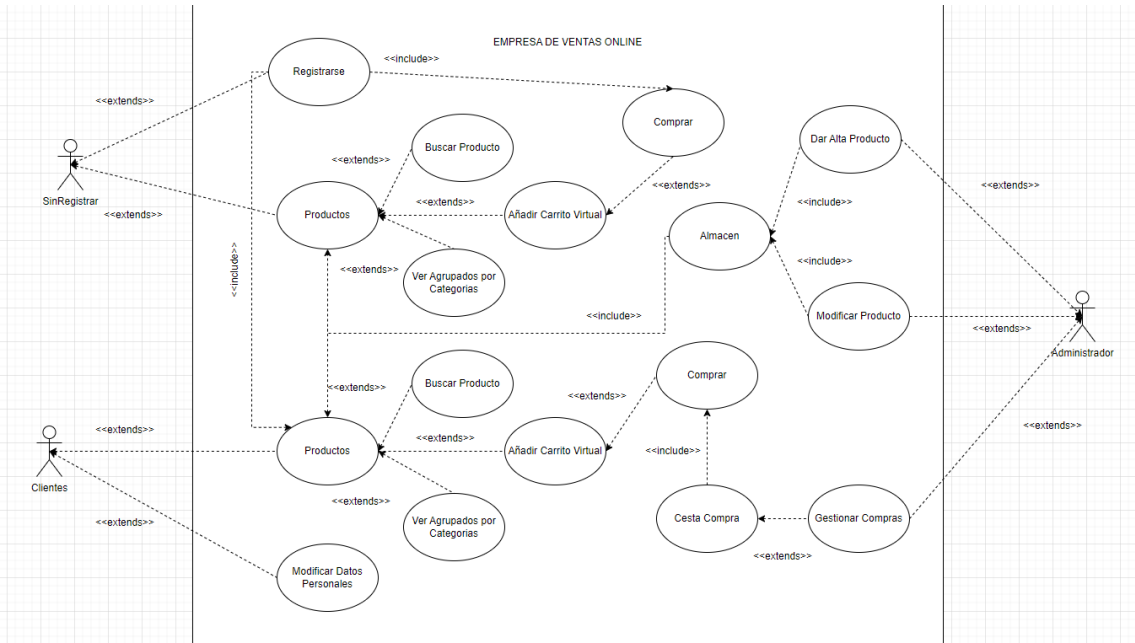 EMPRESA DE VENTAS ONLINE
<<include>>
Registrarse
<<extends>>
Comprar
Dar Alta Producto
Buscar Producto
<<extends>>
<<extends>>
<<extends>>
SinRegistrar
<<extends>>
<<extends>>
<<include>>
Productos
Añadir Carrito Virtual
Almacen
<<include>>
<<extends>>
<<include>>
Ver Agrupados por
Categorias
<<include>>
Modificar Producto
<<extends>>
Administrador
Comprar
Buscar Producto
<<extends>>
<<extends>>
<<extends>>
<<extends>>
<<extends>>
Productos
Añadir Carrito Virtual
<<include>>
Clientes
<<extends>>
Cesta Compra
Gestionar Compras
<<extends>>
Ver Agrupados por
Categorias
<<extends>>
Modificar Datos
Personales